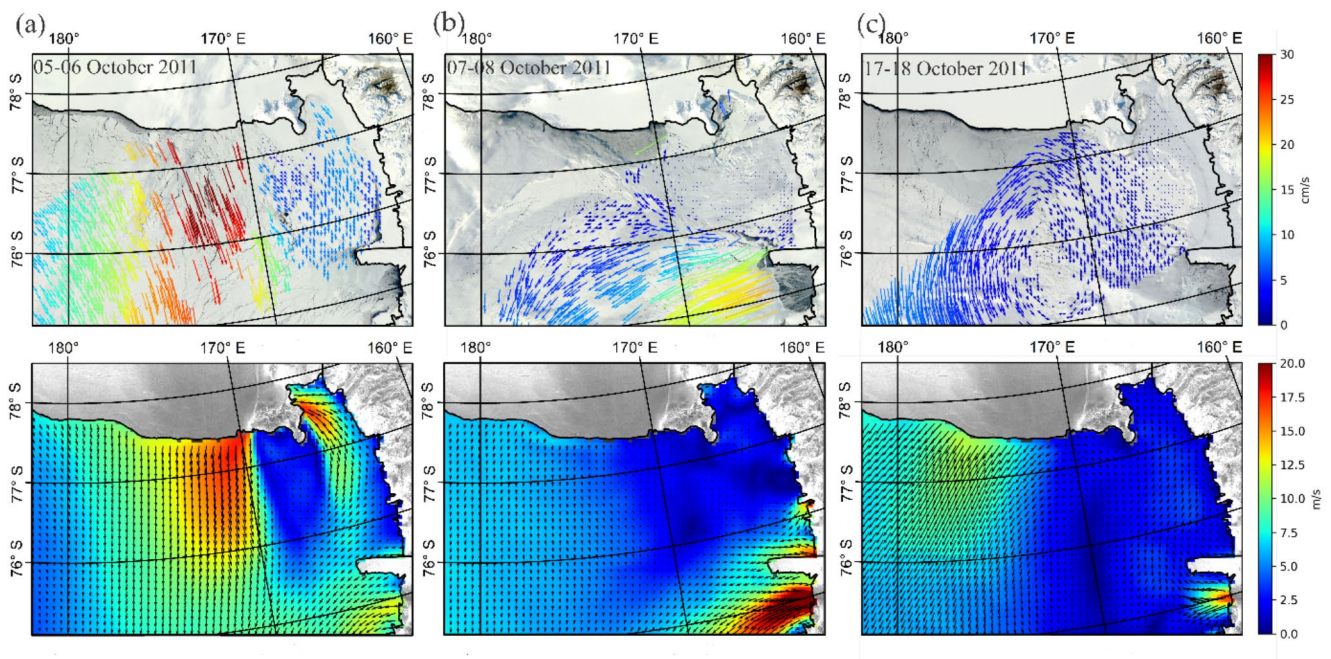 (a)
(b)
(c)
180°
170° E
160° E
180°
170° E
160° E
180°
170° E
160° E
05-06 October 2011
07-08 October 2011
17-18 October 2011
78° S
77° S
76° S
78° S
77° S
76° S
78° S
77° S
76° S
30
25
20
15
10
5
0
cm/s
180°
170° E
160° E
180°
170° E
160° E
180°
170° E
160° E
78° S
77° S
76° S
78° S
77° S
76° S
78° S
77° S
76° S
20.0
17.5
15.0
12.5
10.0
7.5
5.0
2.5
0.0
m/s